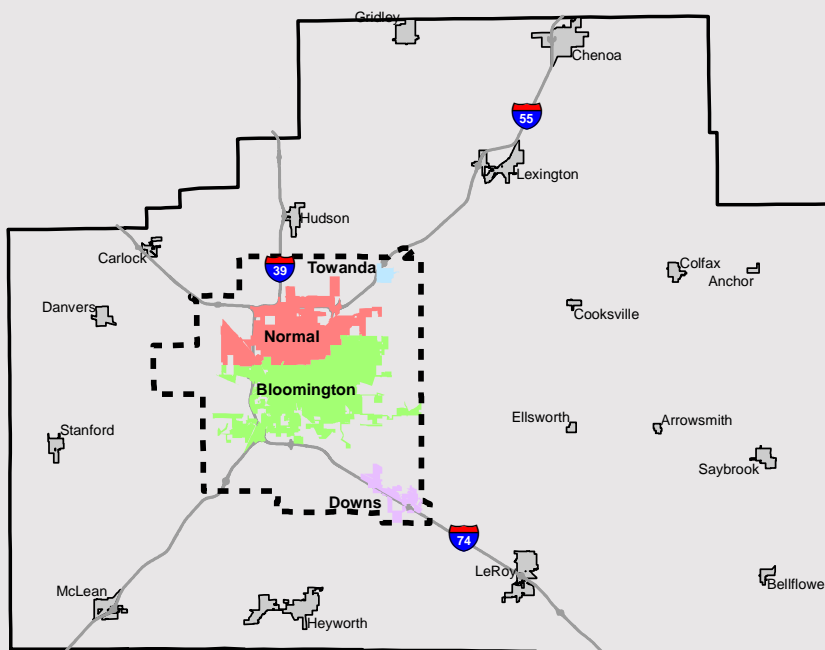 Gridley
Chenoa
55
Lexington
Hudson
Carlock
39
Towanda
Colfax
Anchor
Danvers
Cooksville
Normal
Bloomington
Ellsworth
Arrowsmith
Stanford
Saybrook
Downs
74
LeRoy
McLean
Bellflowe
Heyworth